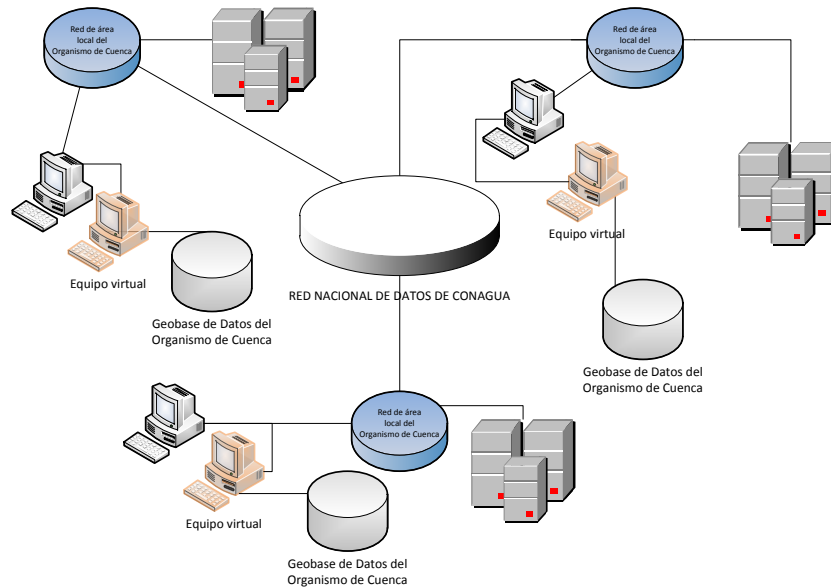 Red de área
local del
Organismo de Cuenca
Red de área
local del
Organismo de Cuenca
Equipo virtual
Equipo virtual
Geobase de Datos del
Organismo de Cuenca
RED NACIONAL DE DATOS DE CONAGUA
Geobase de Datos del
Organismo de Cuenca
Red de área
local del
Organismo de Cuenca
Equipo virtual
Geobase de Datos del
Organismo de Cuenca